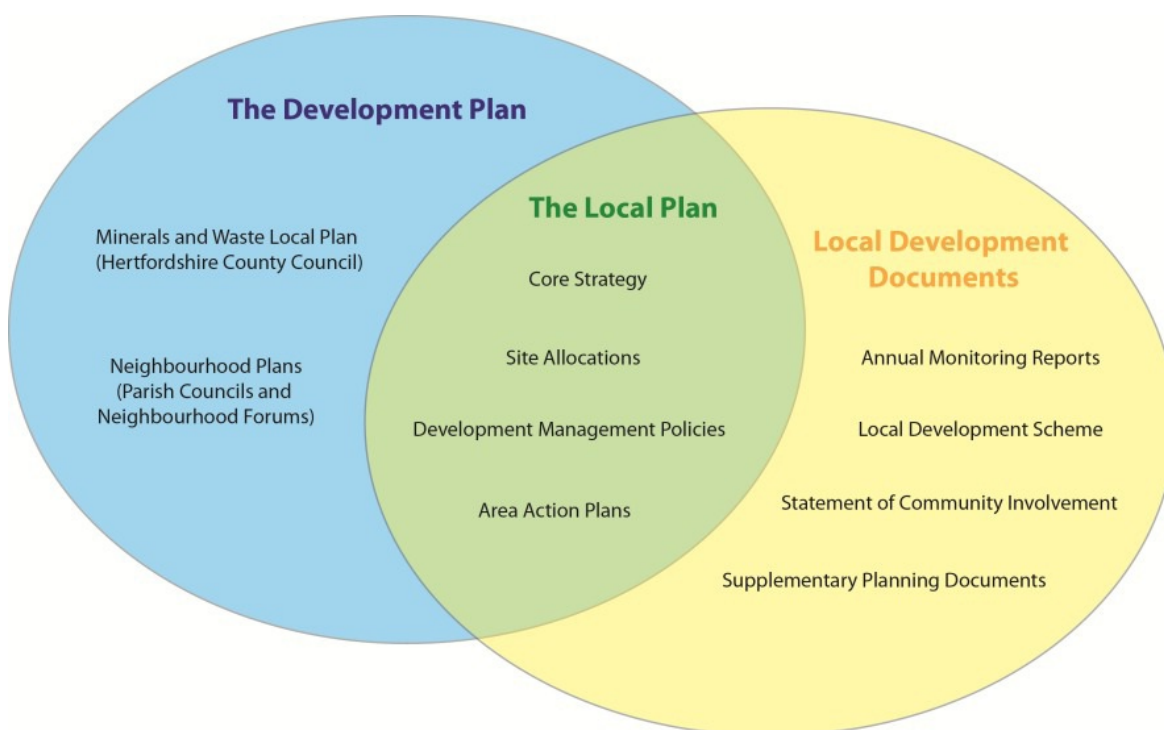 The Development Plan
Minerals and Waste Local Plan
(Hertfordshire County Council)
Neighbourhood Plans
(Parish Councils and
Neighbourhood Forums)
The Local Plan
Core Strategy
Site Allocations
Development Management Policies
Area Action Plans
Local Development
Documents
Annual Monitoring Reports
Local Development Scheme
Statement of Community Involvement
Supplementary Planning Documents